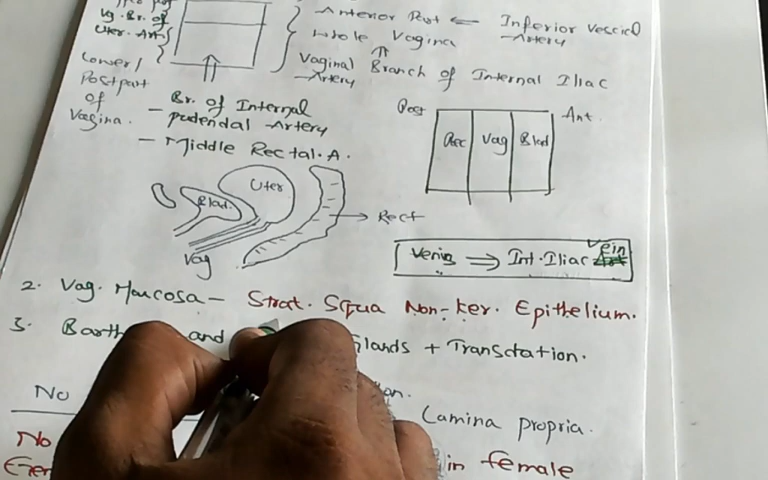 Vg. Br. of
Uter. Art.
Anterior Part ← Inferior Vesical
Artery
whole Vagina
⇑
Vaginal Branch of Internal Iliac
Artery
Lower/
Post part
of
Vagina.
- Br. of Internal
pudendal Artery
- Middle Rectal. A.
Post
Ant.
Rec Vag Blad
Uter
Blad.
→ Rect
Vag
Vein
Veins ⇒ Int. Iliac
2. Vag. Mucosa - Strat. Squa Non-ker. Epithelium.
3. Barth and Glands + Transdation.
No
Lamina propria.
No
in female